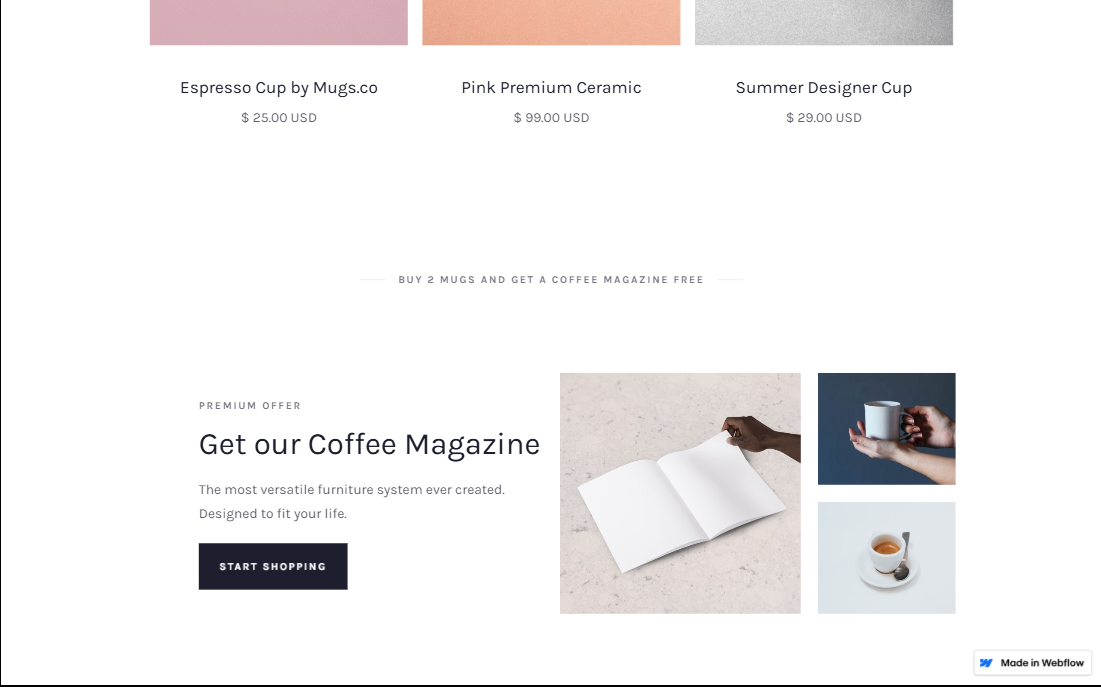 Espresso Cup by Mugs.co
$ 25.00 USD
Pink Premium Ceramic
$ 99.00 USD
Summer Designer Cup
$ 29.00 USD
BUY 2 MUGS AND GET A COFFEE MAGAZINE FREE
PREMIUM OFFER
Get our Coffee Magazine
The most versatile furniture system ever created.
Designed to fit your life.
START SHOPPING
Made in Webflow